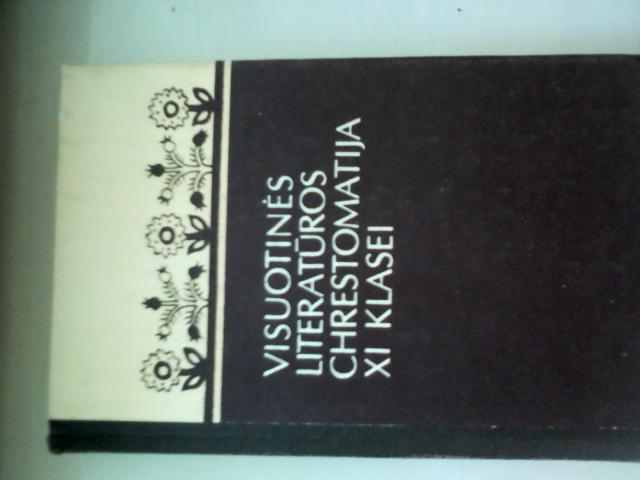 VISUOTINĖS
LITERATŪROS
CHRESTOMATIJA
XI KLASEI